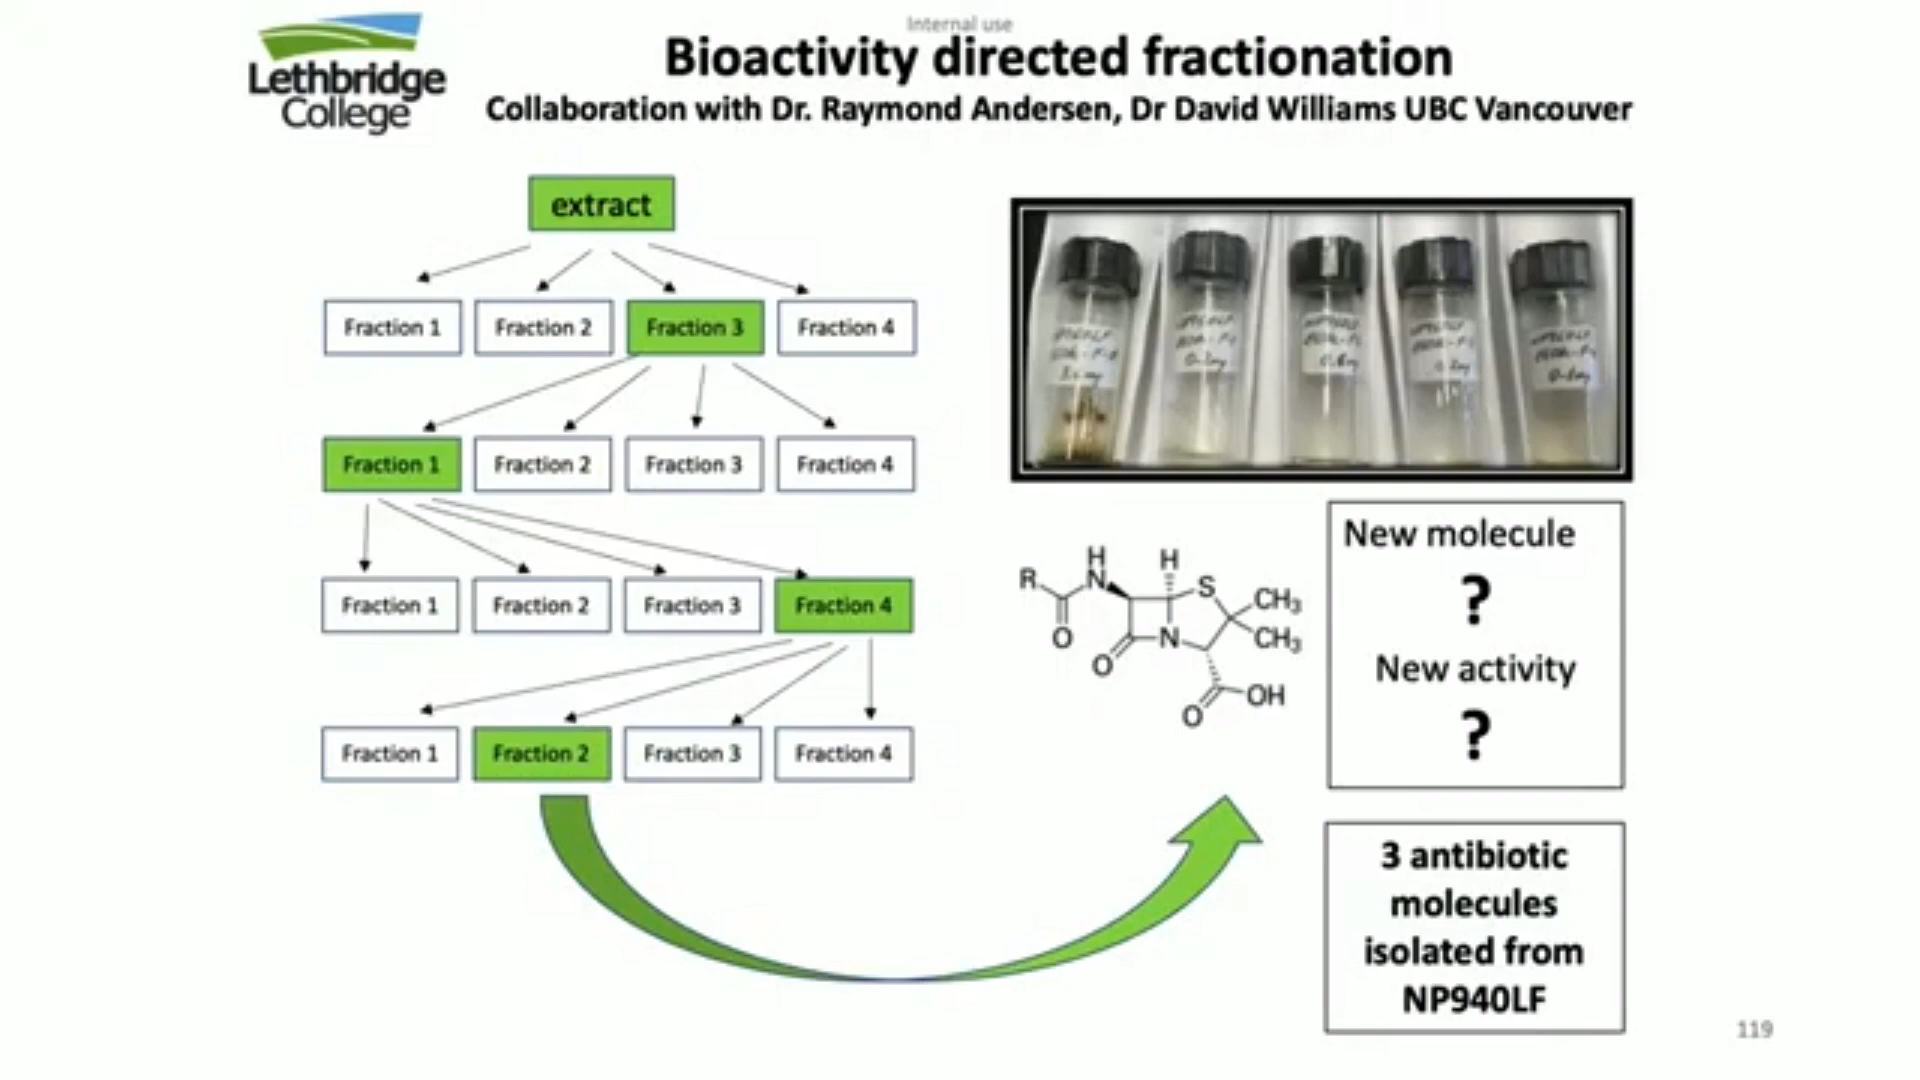 Internal use
Lethbridge
College
Bioactivity directed fractionation
Collaboration with Dr. Raymond Andersen, Dr David Williams UBC Vancouver
extract
Fraction 1
Fraction 2
Fraction 3
Fraction 4
Fraction 1
Fraction 2
Fraction 3
Fraction 4
Fraction 1
Fraction 2
Fraction 3
Fraction 4
Fraction 1
Fraction 2
Fraction 3
Fraction 4
R
H
N
H
S
CH3
CH3
O
O
N
O
OH
New molecule
?
New activity
?
3 antibiotic
molecules
isolated from
NP940LF
119